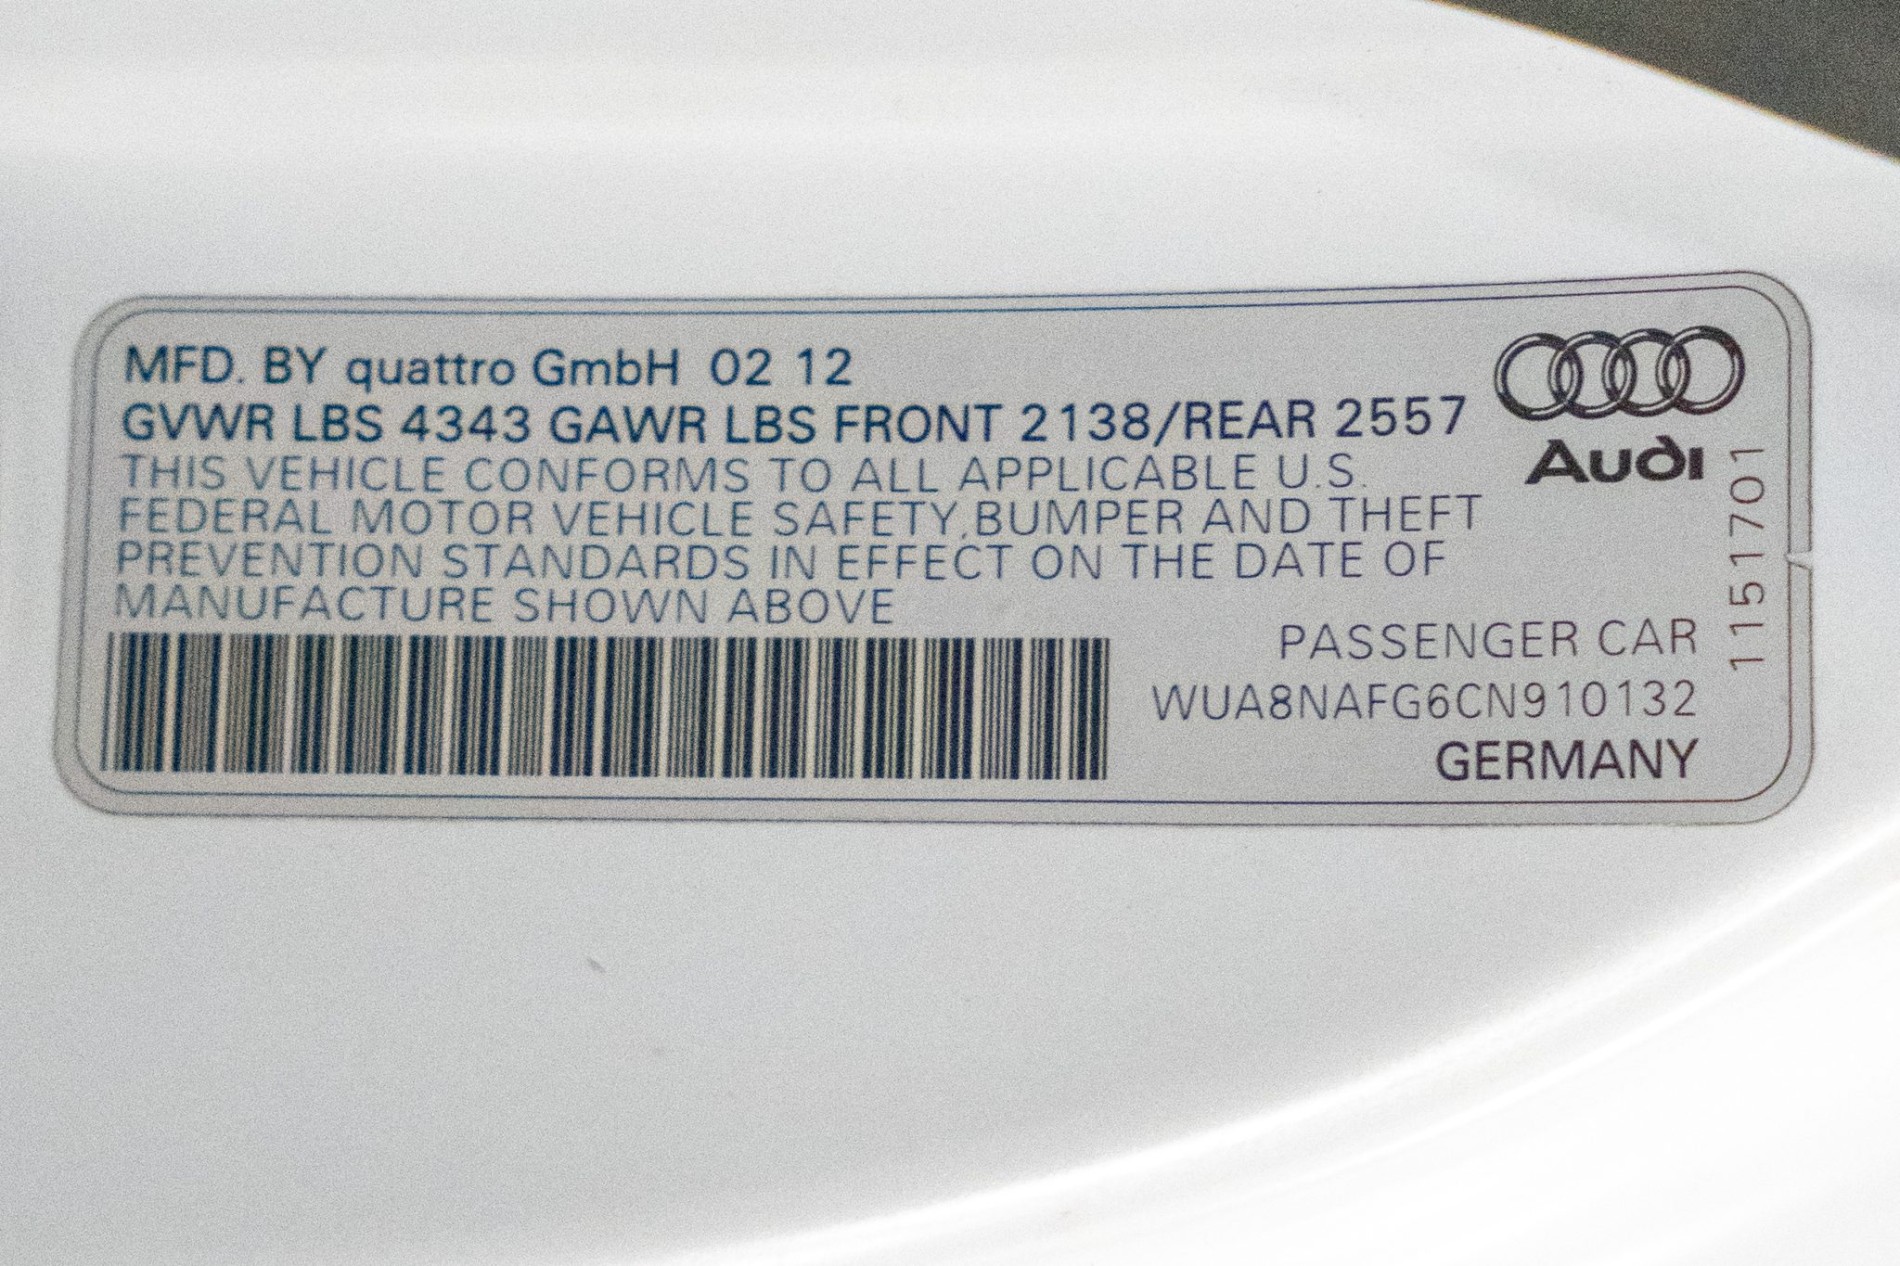 MFD. BY quattro GmbH 02 12
GVWR LBS 4343 GAWR LBS FRONT 2138/REAR 2557
THIS VEHICLE CONFORMS TO ALL APPLICABLE U.S.
FEDERAL MOTOR VEHICLE SAFETY,BUMPER AND THEFT
PREVENTION STANDARDS IN EFFECT ON THE DATE OF
MANUFACTURE SHOWN ABOVE
Audi
1151701
PASSENGER CAR
WUA8NAFG6CN910132
GERMANY